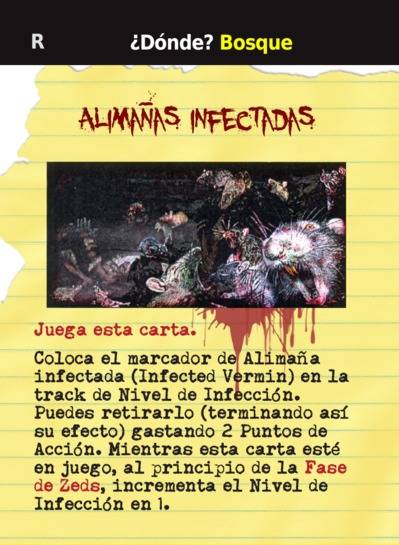 R ¿Dónde? Bosque
ALIMAÑAS INFECTADAS
Juega esta carta.
Coloca el marcador de Alimaña
infectada (Infected Vermin) en la
track de Nivel de Infección.
Puedes retirarlo (terminando así
su efecto) gastando 2 Puntos de
Acción. Mientras esta carta esté
en juego, al principio de la Fase
de Zeds, incrementa el Nivel de
Infección en 1.